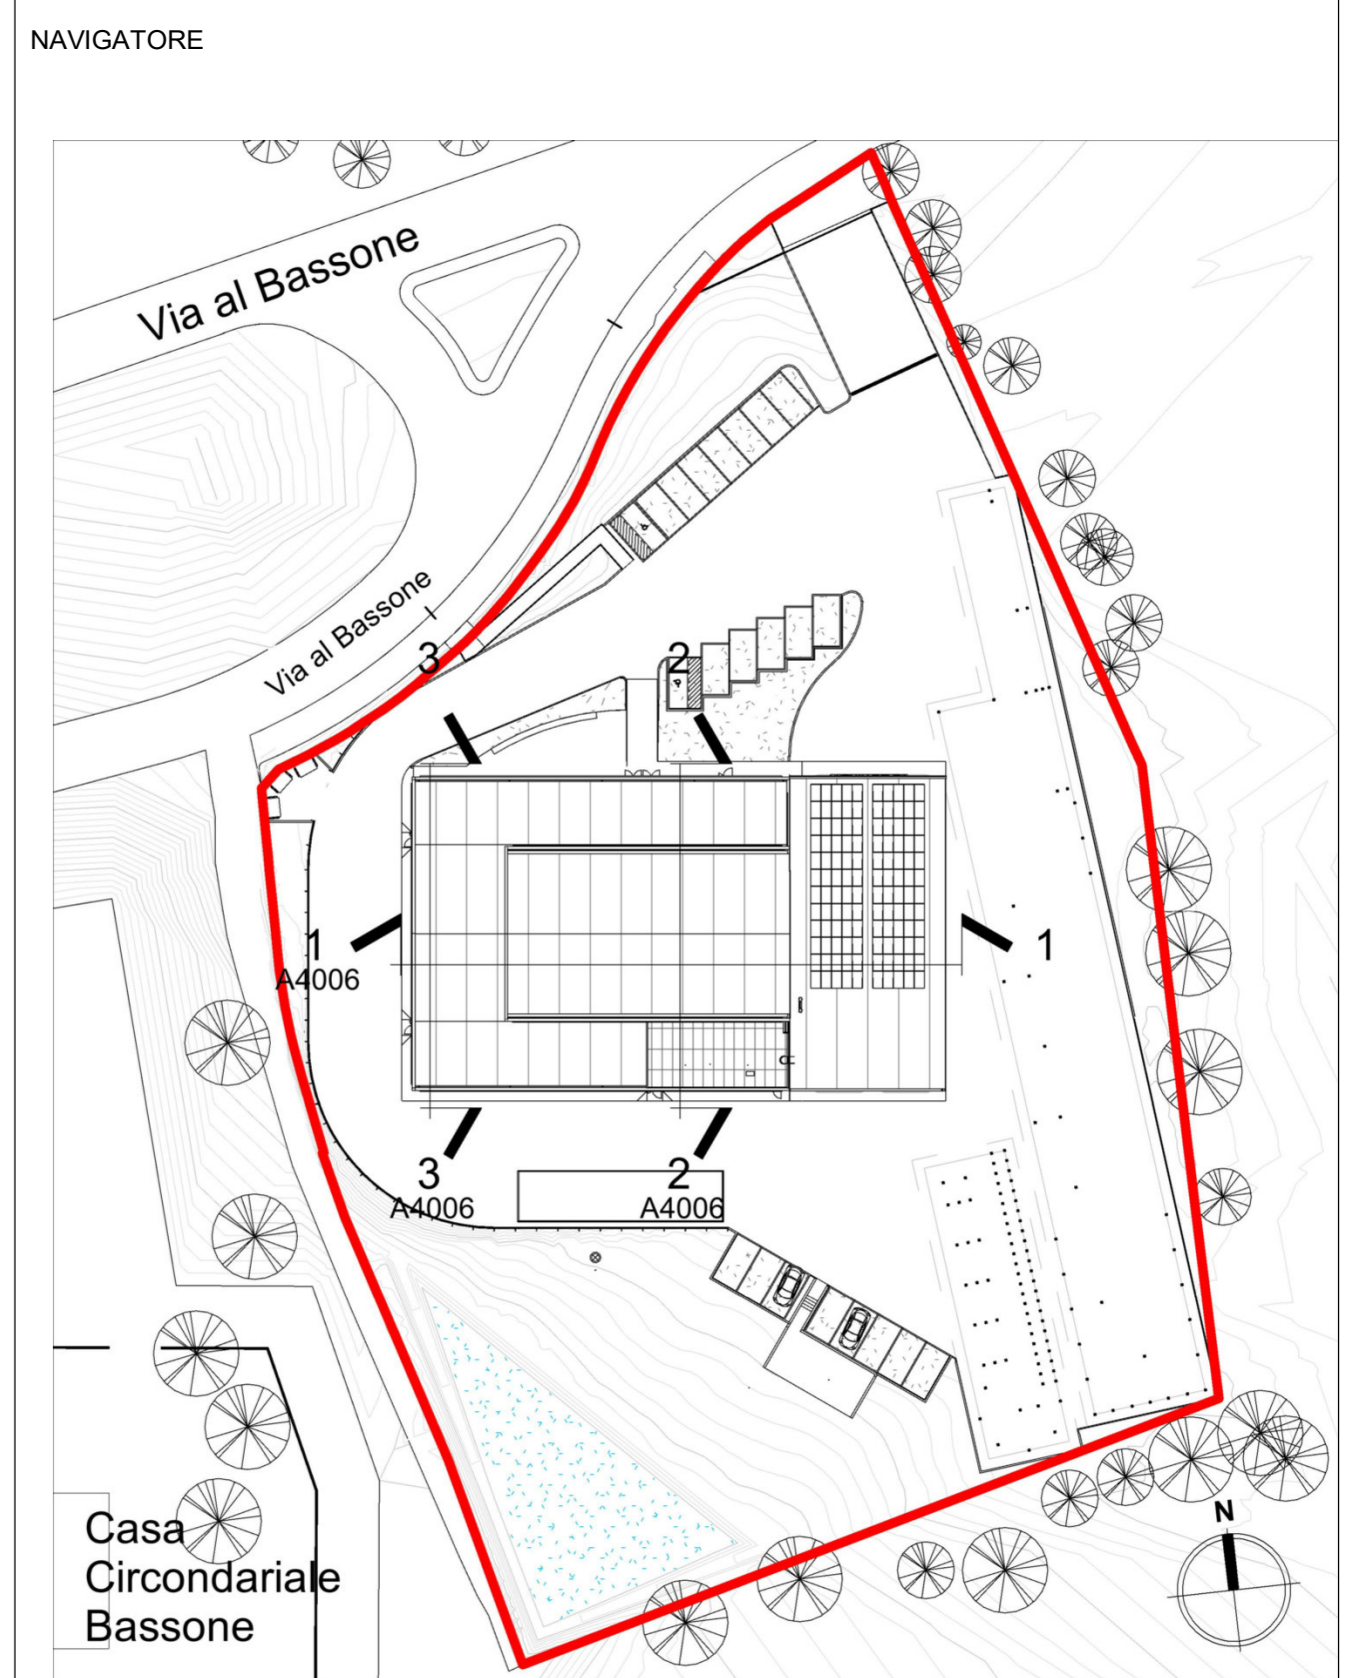 NAVIGATORE
Via al Bassone
Via al Bassone
3
2
1
A4006
1
3
A4006
2
A4006
Casa
Circondariale
Bassone
N